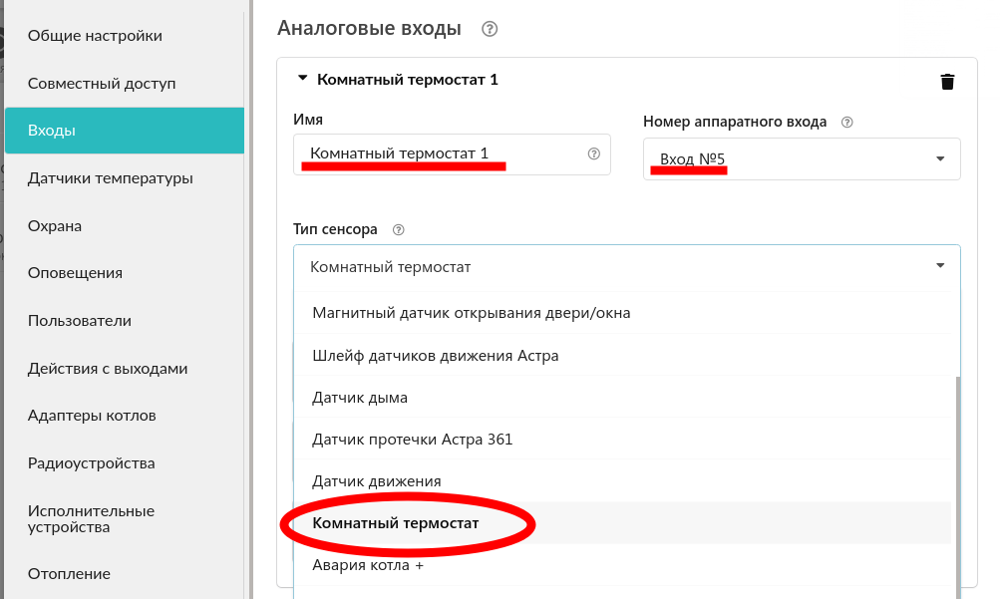 Общие настройки
Совместный доступ
Входы
Датчики температуры
Охрана
Оповещения
Пользователи
Действия с выходами
Адаптеры котлов
Радиоустройства
Исполнительные
устройства
Отопление
Аналоговые входы ?
Комнатный термостат 1
Имя
Комнатный термостат 1 ?
Номер аппаратного входа ?
Вход №5
Тип сенсора ?
Комнатный термостат
Магнитный датчик открывания двери/окна
Шлейф датчиков движения Астра
Датчик дыма
Датчик протечки Астра 361
Датчик движения
Комнатный термостат
Авария котла +